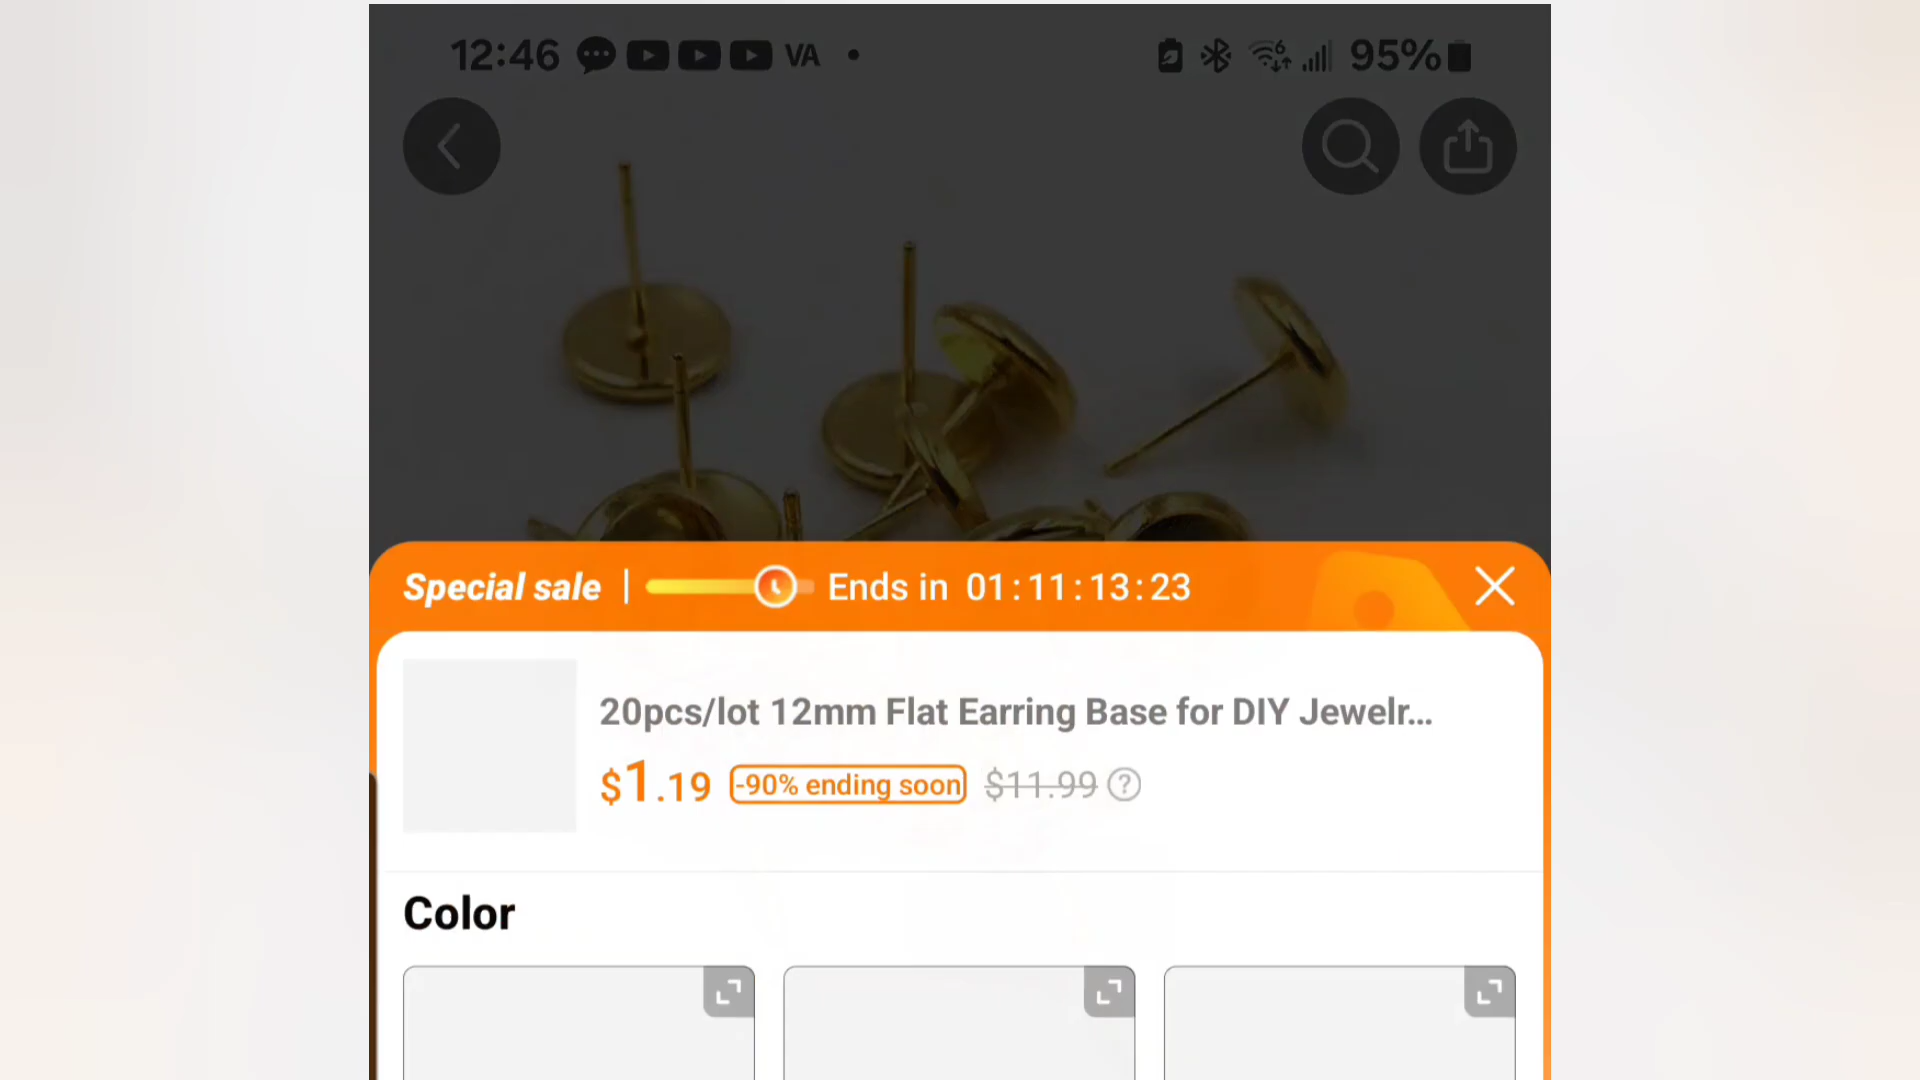 12:46 VA 6 95%
Special sale | Ends in 01:11:13:23
20pcs/lot 12mm Flat Earring Base for DIY Jewelr...
$1.19 -90% ending soon $11.99 ?
Color